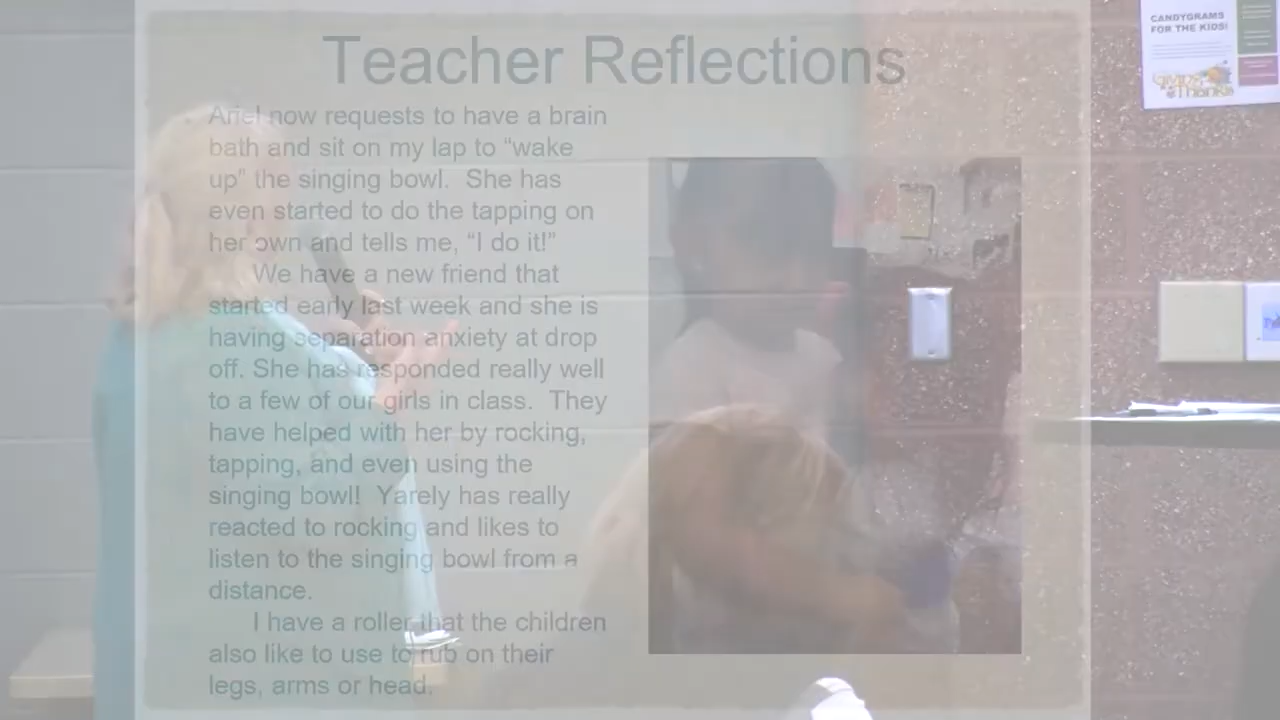 Teacher Reflections
Ariel now requests to have a brain
bath and sit on my lap to “wake
up” the singing bowl. She has
even started to do the tapping on
her own and tells me, “I do it!”
We have a new friend that
started early last week and she is
having separation anxiety at drop
off. She has responded really well
to a few of our girls in class. They
have helped with her by rocking,
tapping, and even using the
singing bowl! Yarely has really
reacted to rocking and likes to
listen to the singing bowl from a
distance.
I have a roller that the children
also like to use to rub on their
legs, arms or head.
CANDYGRAMS
FOR THE KIDS!
Giving
Thanks